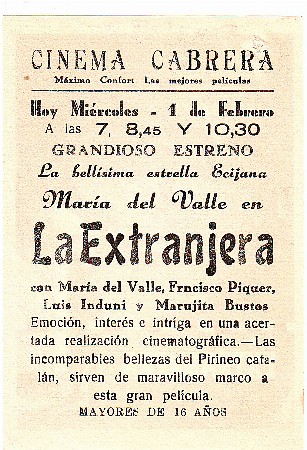 CINEMA CABRERA
Máximo Confort Las mejores películas
Hoy Miércoles - 1 de Febrero
A las 7, 8,45 Y 10,30
GRANDIOSO ESTRENO
La bellísima estrella Ecijana
María del Valle en
La Extranjera
con María del Valle, Frncisco Piquer,
Luis Induni y Marujita Bustos
Emoción, interés e intriga en una acer-
tada realización cinematográfica.—Las
incomparables bellezas del Pirineo cata-
lán, sirven de maravilloso marco a
esta gran película.
MAYORES DE 16 AÑOS